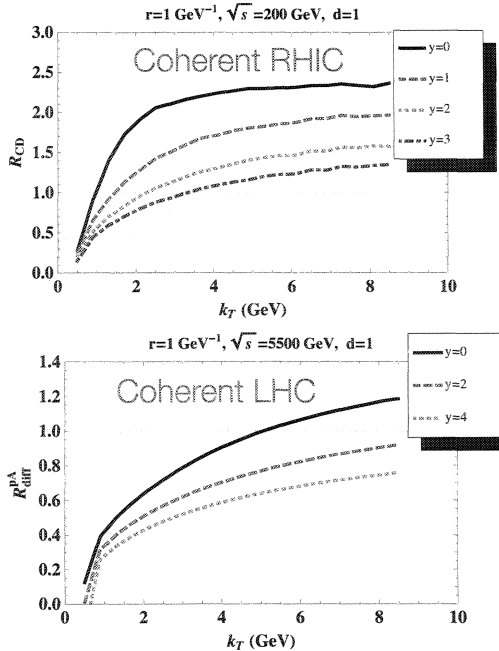 r=1 GeV⁻¹, √s =200 GeV, d=1
Coherent RHIC
y=0
y=1
y=2
y=3
R_CD
3.0
2.5
2.0
1.5
1.0
0.5
0.0
0 2 4 6 8 10
k_T (GeV)
r=1 GeV⁻¹, √s =5500 GeV, d=1
Coherent LHC
y=0
y=2
y=4
R^pA_diff
1.4
1.2
1.0
0.8
0.6
0.4
0.2
0.0
0 2 4 6 8 10
k_T (GeV)